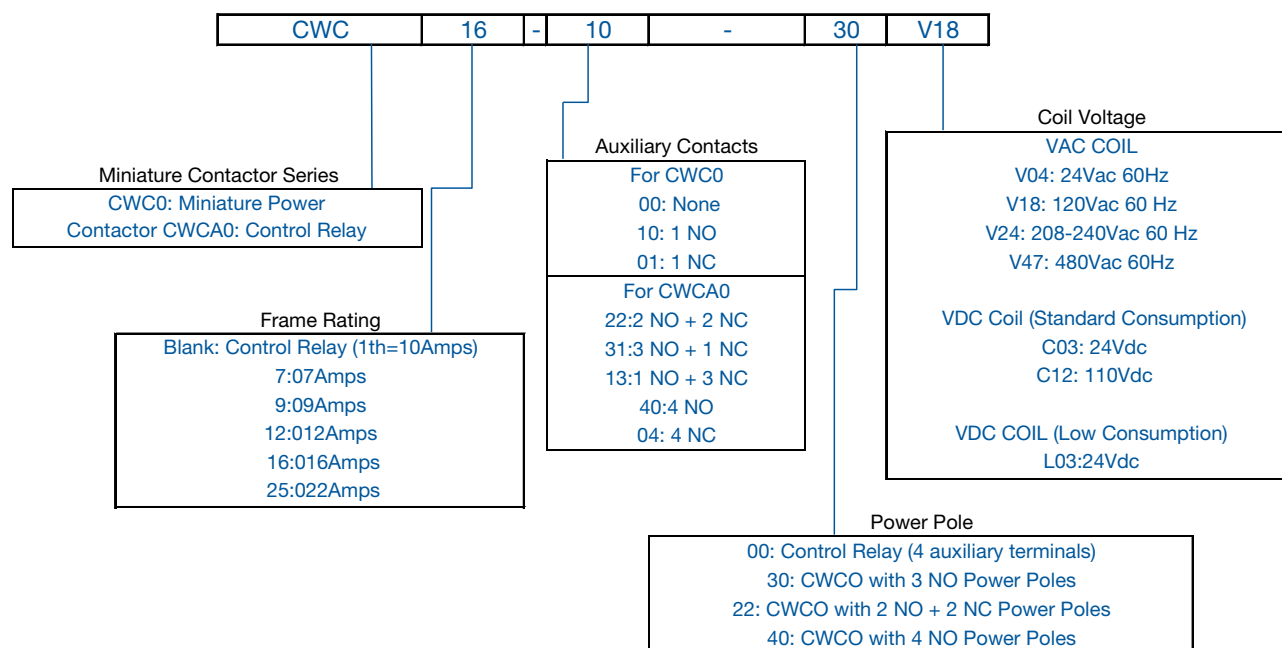 CWC 16 - 10 - 30 V18
Miniature Contactor Series
CWC0: Miniature Power
Contactor CWCA0: Control Relay
Frame Rating
Blank: Control Relay (1th=10Amps)
7:07Amps
9:09Amps
12:012Amps
16:016Amps
25:022Amps
Auxiliary Contacts
For CWC0
00: None
10: 1 NO
01: 1 NC
For CWCA0
22:2 NO + 2 NC
31:3 NO + 1 NC
13:1 NO + 3 NC
40:4 NO
04: 4 NC
Coil Voltage
VAC COIL
V04: 24Vac 60Hz
V18: 120Vac 60 Hz
V24: 208-240Vac 60 Hz
V47: 480Vac 60Hz
VDC Coil (Standard Consumption)
C03: 24Vdc
C12: 110Vdc
VDC COIL (Low Consumption)
L03:24Vdc
Power Pole
00: Control Relay (4 auxiliary terminals)
30: CWCO with 3 NO Power Poles
22: CWCO with 2 NO + 2 NC Power Poles
40: CWCO with 4 NO Power Poles